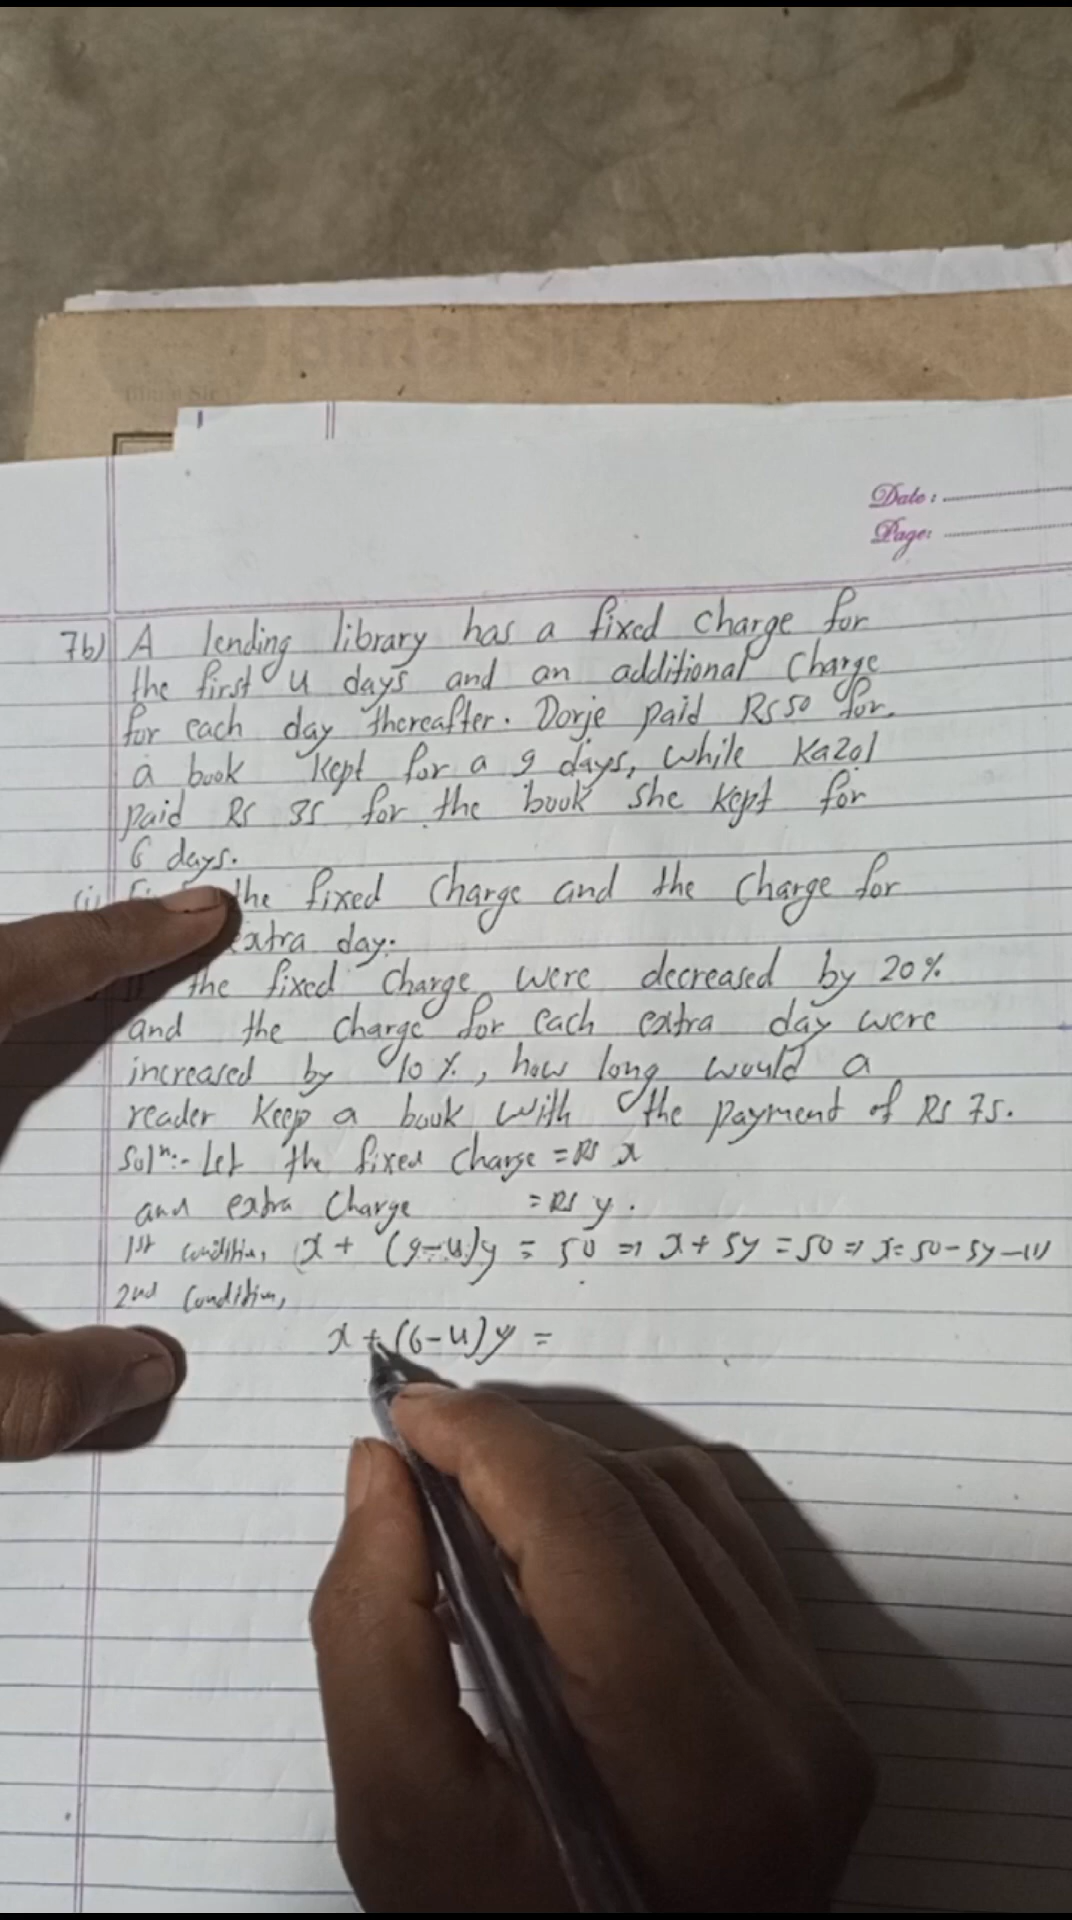 Bimal Sir
Date :
Page:
7b) A lending library has a fixed charge for
the first 4 days and an additional charge
for each day thereafter. Dorje paid Rs 50 for
a book kept for a 9 days, while Kazol
paid Rs 35 for the book she kept for
6 days.
(i) the fixed charge and the charge for
extra day.
the fixed charge were decreased by 20%
and the charge for each extra day were
increased by 10%, how long would a
reader keep a book with the payment of Rs 75.
Solⁿ:- Let the fixed charge = Rs x
and extra charge = Rs y.
1st condition, x + (9-4)y = 50 ⇒ x + 5y = 50 ⇒ x = 50 - 5y - (i)
2nd condition,
x + (6-4)y =